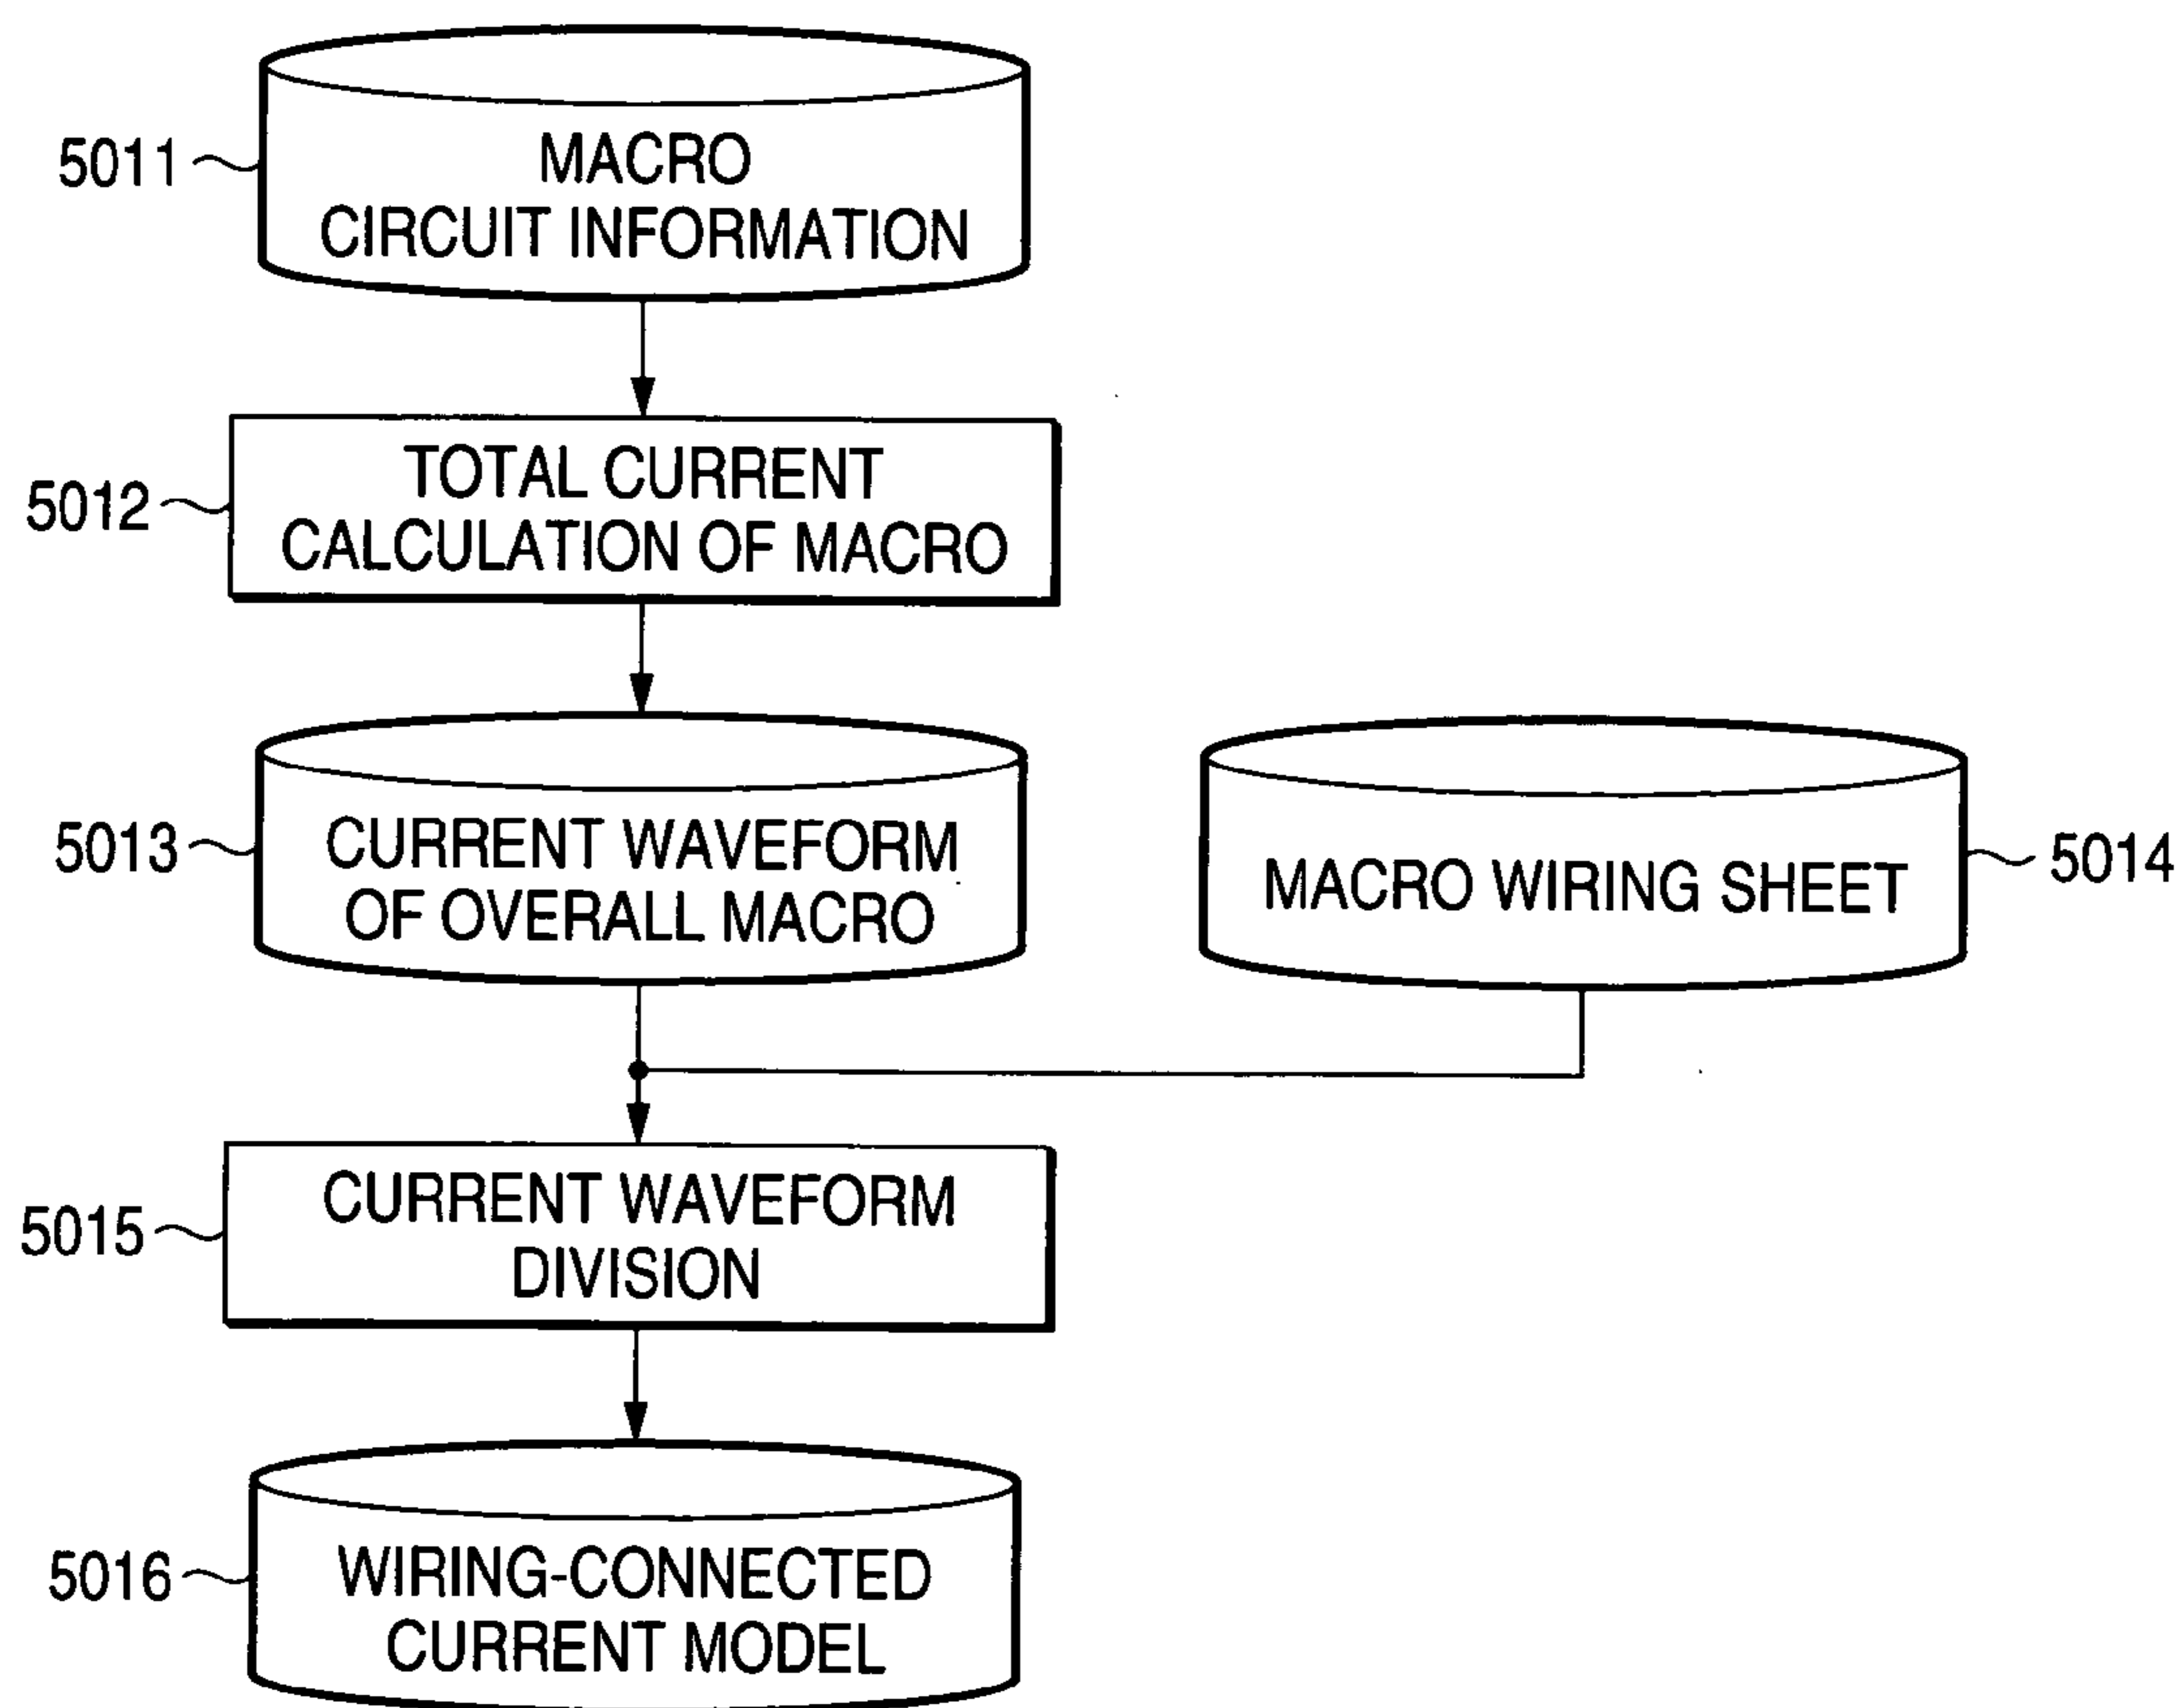 5011
MACRO
CIRCUIT INFORMATION
5012
TOTAL CURRENT
CALCULATION OF MACRO
5013
CURRENT WAVEFORM
OF OVERALL MACRO
MACRO WIRING SHEET
5014
5015
CURRENT WAVEFORM
DIVISION
5016
WIRING-CONNECTED
CURRENT MODEL